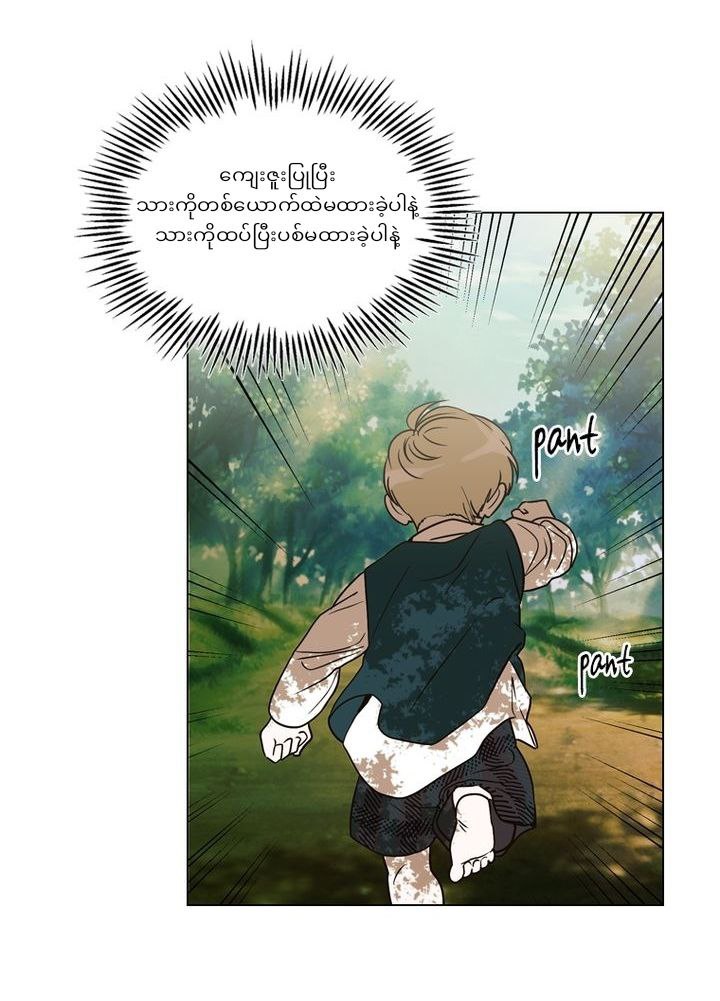 ကျေးဇူးပြုပြီး
သားကိုတစ်ယောက်ထဲမထားခဲ့ပါနဲ့
သားကိုထပ်ပြီးပစ်မထားခဲ့ပါနဲ့
pant
pant